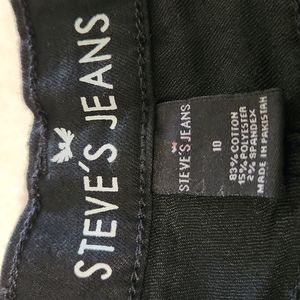 STEVE'S JEANS
STEVE'S JEANS
10
83% COTTON
15% POLYESTER
2% SPANDEX
MADE IN PAKISTAN